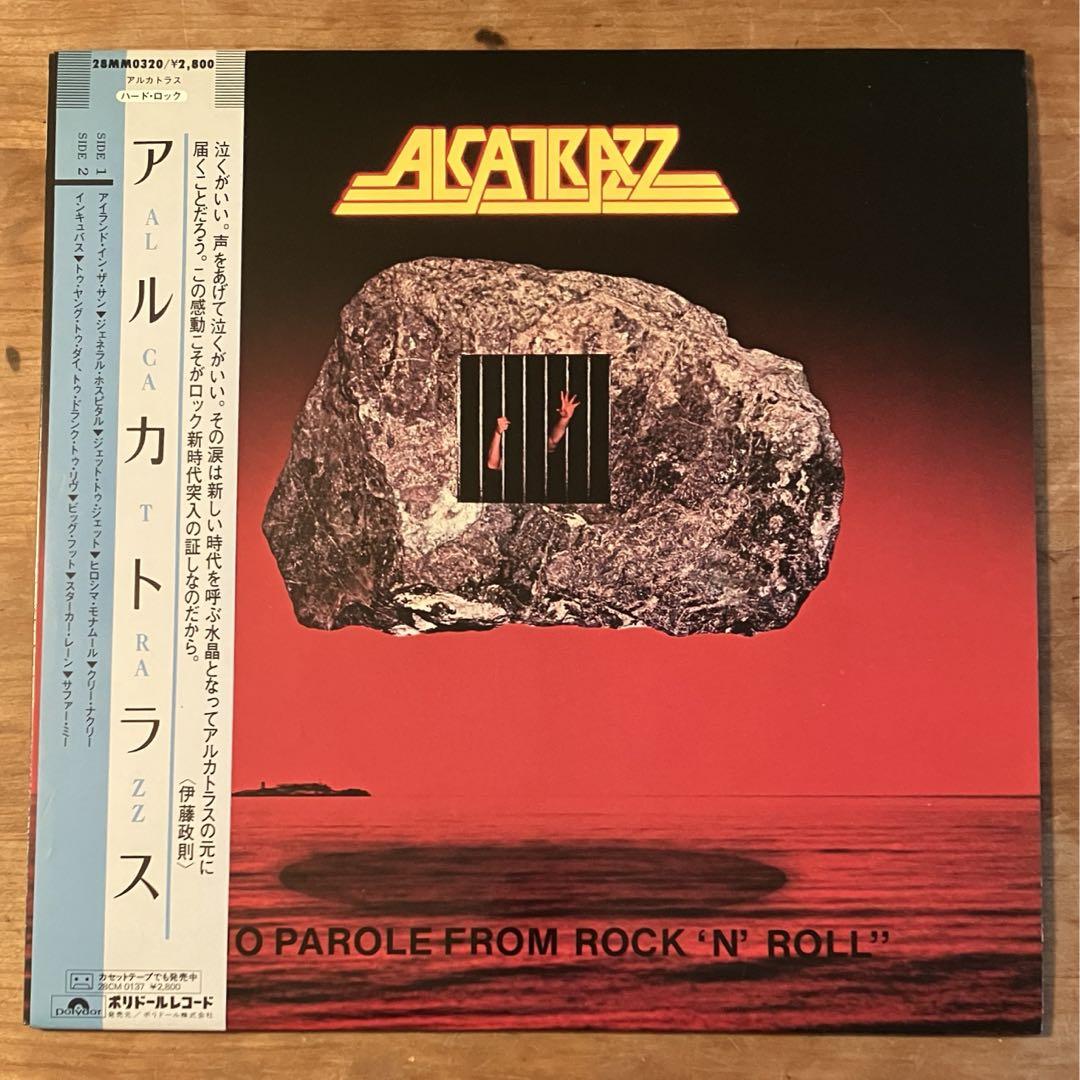 28MM0320/¥2,800
アルカトラス
ハード・ロック
ALCATRAZZ
泣くがいい。声をあげて泣くがいい。その涙は新しい時代を呼ぶ水晶となってアルカトラスの元に
届くことだろう。この感動こそがロック新時代突入の証しなのだから。
〈伊藤政則〉
アルカトラス
ALCATRAZZ
SIDE 1
アイランド・イン・ザ・サン▼ジェネラル・ホスピタル▼ジェット・トゥ・ジェット▼ヒロシマ・モナムール▼クリー・ナクリー
SIDE 2
インキュバス▼トゥ・ヤング・トゥ・ダイ、トゥ・ドランク・トゥ・リヴ▼ビッグ・フット▼スターカー・レーン▼サファー・ミー
O PAROLE FROM ROCK 'N' ROLL"
カセットテープでも発売中
28CM 0137 ¥2,800
polydor
ポリドールレコード
発売元/ポリドール株式会社